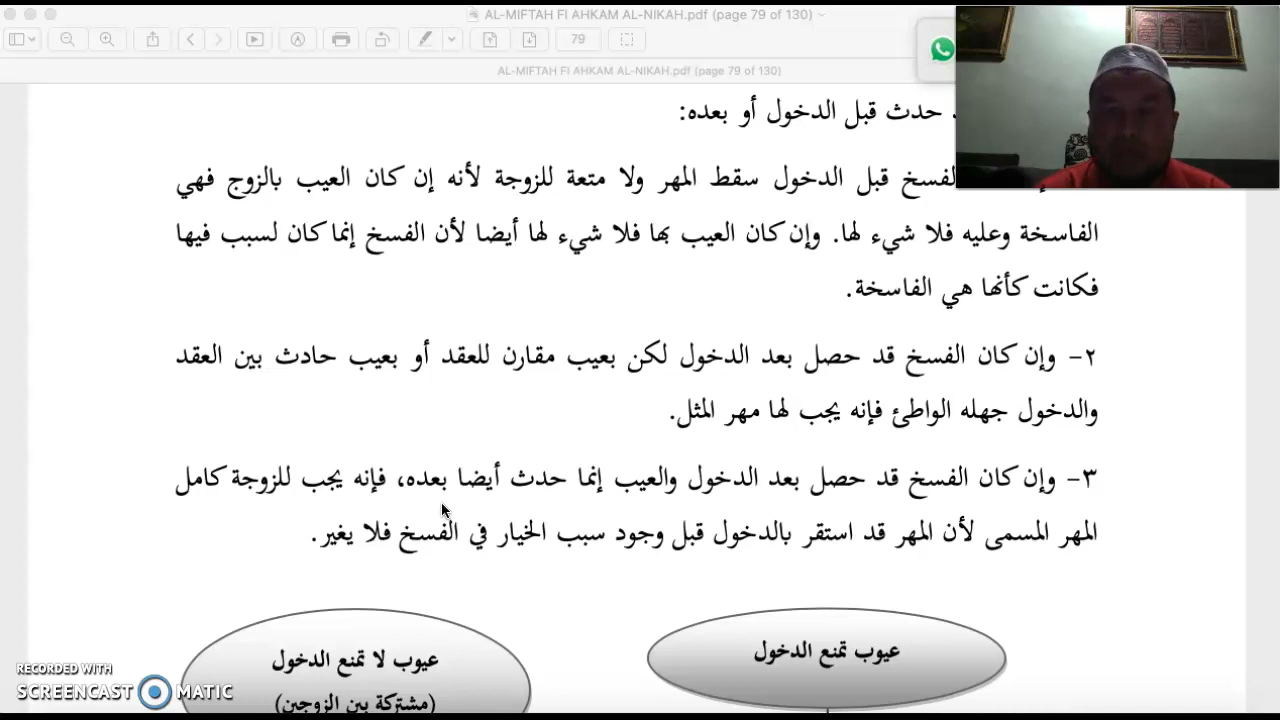 AL-MIFTAH FI AHKAM AL-NIKAH.pdf (page 79 of 130)
79
AL-MIFTAH FI AHKAM AL-NIKAH.pdf (page 79 of 130)
حدث قبل الدخول أو بعده:
الفسخ قبل الدخول سقط المهر ولا متعة للزوجة لأنه إن كان العيب بالزوج فهي
الفاسخة وعليه فلا شيء لها. وإن كان العيب بها فلا شيء لها أيضا لأن الفسخ إنما كان لسبب فيها
فكانت كأنها هي الفاسخة.
٢- وإن كان الفسخ قد حصل بعد الدخول لكن بعيب مقارن للعقد أو بعيب حادث بين العقد
والدخول جهله الواطئ فإنه يجب لها مهر المثل.
٣- وإن كان الفسخ قد حصل بعد الدخول والعيب إنما حدث أيضا بعده، فإنه يجب للزوجة كامل
المهر المسمى لأن المهر قد استقر بالدخول قبل وجود سبب الخيار في الفسخ فلا يغير.
عيوب تمنع الدخول
عيوب لا تمنع الدخول
(مشتركة بين الزوجين)
RECORDED WITH
SCREENCAST MATIC